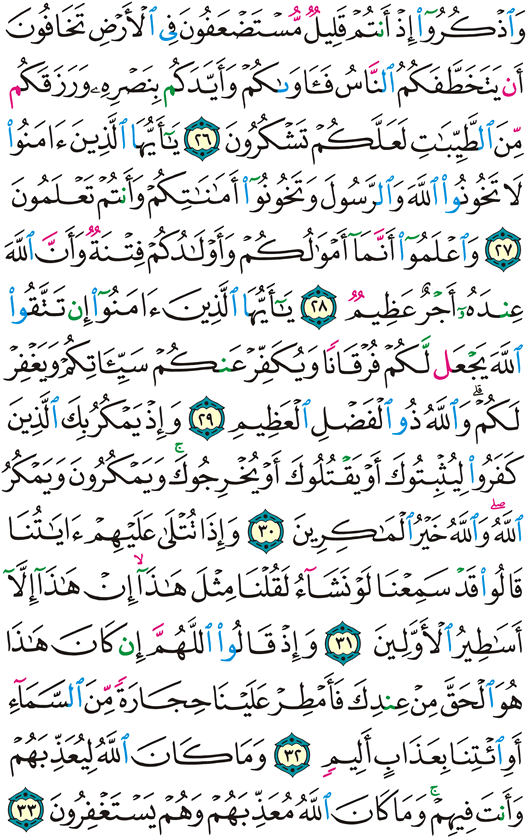 وَٱذْكُرُوٓا۟ إِذْ أَنتُمْ قَلِيلٌ مُّسْتَضْعَفُونَ فِى ٱلْأَرْضِ تَخَافُونَ
أَن يَتَخَطَّفَكُمُ ٱلنَّاسُ فَـَٔاوَىٰكُمْ وَأَيَّدَكُم بِنَصْرِهِۦ وَرَزَقَكُم
مِّنَ ٱلطَّيِّبَـٰتِ لَعَلَّكُمْ تَشْكُرُونَ ٢٦ يَـٰٓأَيُّهَا ٱلَّذِينَ ءَامَنُوا۟
لَا تَخُونُوا۟ ٱللَّهَ وَٱلرَّسُولَ وَتَخُونُوٓا۟ أَمَـٰنَـٰتِكُمْ وَأَنتُمْ تَعْلَمُونَ
٢٧ وَٱعْلَمُوٓا۟ أَنَّمَآ أَمْوَٰلُكُمْ وَأَوْلَـٰدُكُمْ فِتْنَةٌ وَأَنَّ ٱللَّهَ
عِندَهُۥٓ أَجْرٌ عَظِيمٌ ٢٨ يَـٰٓأَيُّهَا ٱلَّذِينَ ءَامَنُوٓا۟ إِن تَتَّقُوا۟
ٱللَّهَ يَجْعَل لَّكُمْ فُرْقَانًا وَيُكَفِّرْ عَنكُمْ سَيِّـَٔاتِكُمْ وَيَغْفِرْ
لَكُمْ ۗ وَٱللَّهُ ذُو ٱلْفَضْلِ ٱلْعَظِيمِ ٢٩ وَإِذْ يَمْكُرُ بِكَ ٱلَّذِينَ
كَفَرُوا۟ لِيُثْبِتُوكَ أَوْ يَقْتُلُوكَ أَوْ يُخْرِجُوكَ ۚ وَيَمْكُرُونَ وَيَمْكُرُ
ٱللَّهُ ۖ وَٱللَّهُ خَيْرُ ٱلْمَـٰكِرِينَ ٣٠ وَإِذَا تُتْلَىٰ عَلَيْهِمْ ءَايَـٰتُنَا
قَالُوا۟ قَدْ سَمِعْنَا لَوْ نَشَآءُ لَقُلْنَا مِثْلَ هَـٰذَآ ۙ إِنْ هَـٰذَآ إِلَّآ
أَسَـٰطِيرُ ٱلْأَوَّلِينَ ٣١ وَإِذْ قَالُوا۟ ٱللَّهُمَّ إِن كَانَ هَـٰذَا
هُوَ ٱلْحَقَّ مِنْ عِندِكَ فَأَمْطِرْ عَلَيْنَا حِجَارَةً مِّنَ ٱلسَّمَآءِ
أَوِ ٱئْتِنَا بِعَذَابٍ أَلِيمٍ ٣٢ وَمَا كَانَ ٱللَّهُ لِيُعَذِّبَهُمْ
وَأَنتَ فِيهِمْ ۚ وَمَا كَانَ ٱللَّهُ مُعَذِّبَهُمْ وَهُمْ يَسْتَغْفِرُونَ ٣٣